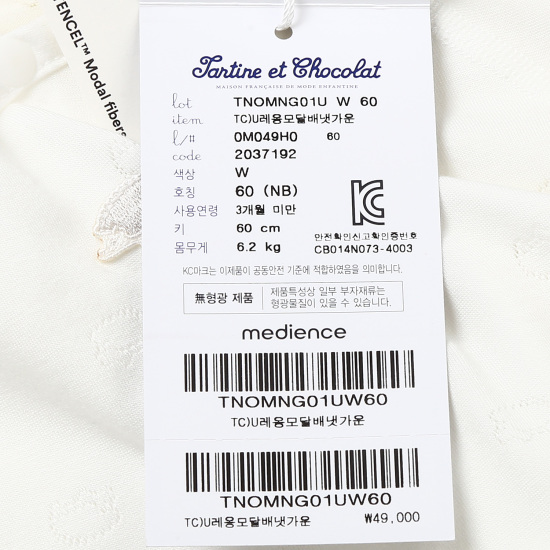 TENCEL™ Modal fibers
Tartine et Chocolat
MAISON FRANÇAISE DE MODE ENFANTINE
lot TNOMNG01U W 60
item TC)U레옹모달배냇가운
l/# 0M049H0 60
code 2037192
색상 W
호칭 60 (NB)
사용연령 3개월 미만
키 60 cm
몸무게 6.2 kg
안전확인신고확인증번호
CB014N073-4003
KC마크는 이제품이 공통안전 기준에 적합하였음을 의미합니다.
無형광 제품
제품특성상 일부 부자재류는
형광물질이 있을 수 있습니다.
medience
TNOMNG01UW60
TC)U레옹모달배냇가운
TNOMNG01UW60
TC)U레옹모달배냇가운 ₩49,000